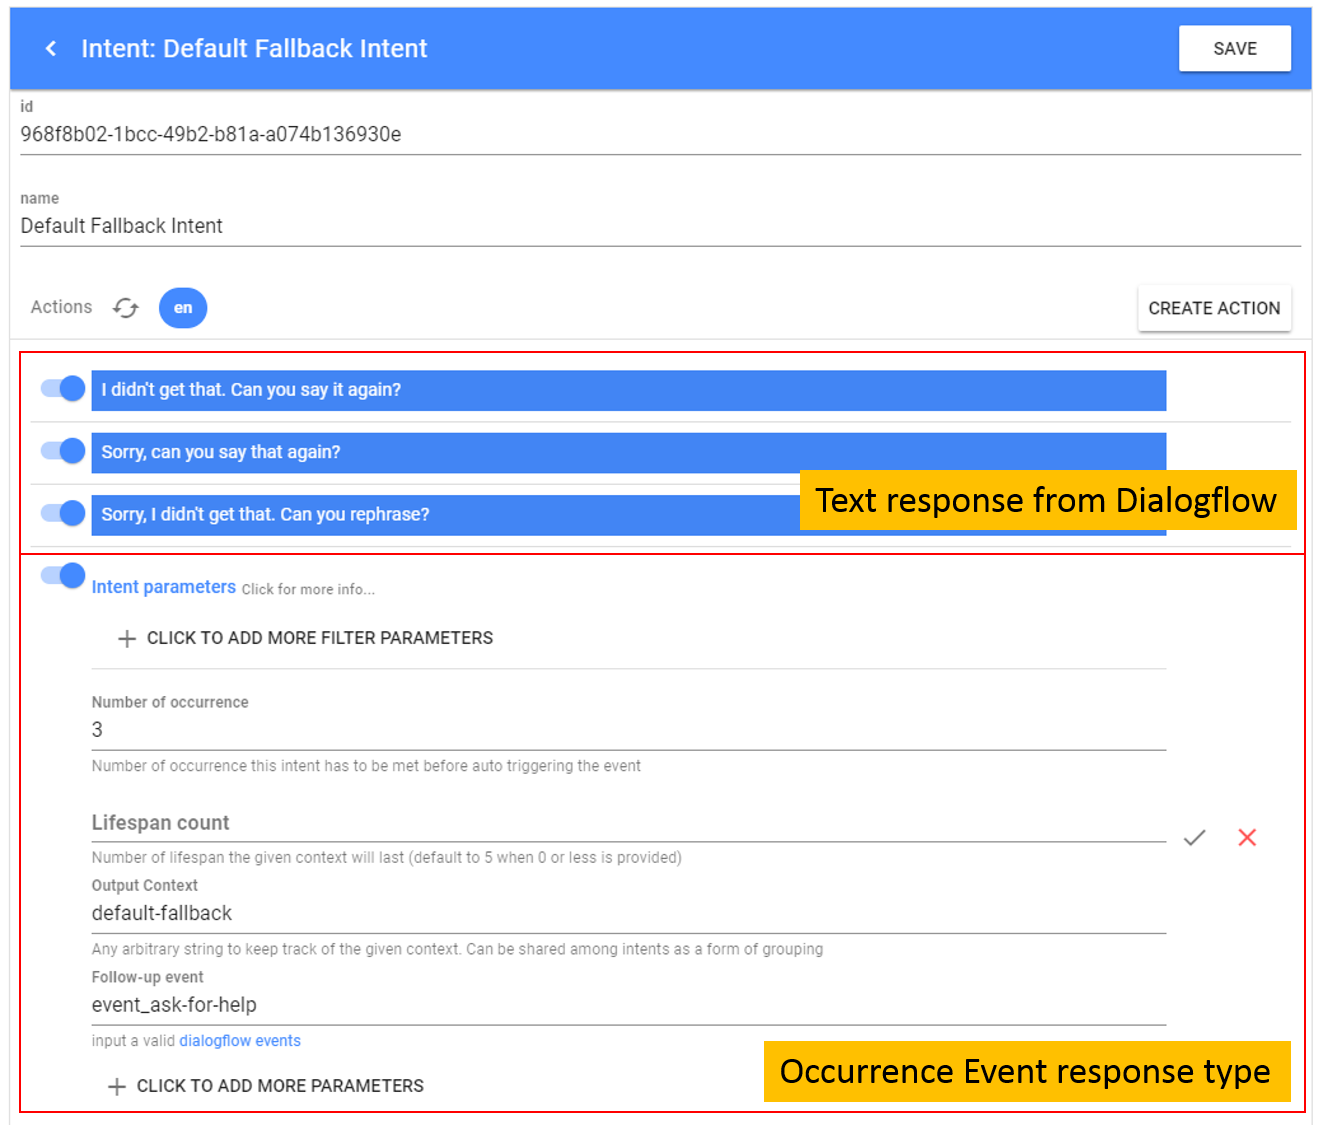 Intent: Default Fallback Intent
SAVE
id
968f8b02-1bcc-49b2-b81a-a074b136930e
name
Default Fallback Intent
Actions
en
CREATE ACTION
I didn't get that. Can you say it again?
Sorry, can you say that again?
Sorry, I didn't get that. Can you rephrase?
Text response from Dialogflow
Intent parameters Click for more info...
CLICK TO ADD MORE FILTER PARAMETERS
Number of occurrence
3
Number of occurrence this intent has to be met before auto triggering the event
Lifespan count
Number of lifespan the given context will last (default to 5 when 0 or less is provided)
Output Context
default-fallback
Any arbitrary string to keep track of the given context. Can be shared among intents as a form of grouping
Follow-up event
event_ask-for-help
input a valid dialogflow events
Occurrence Event response type
CLICK TO ADD MORE PARAMETERS